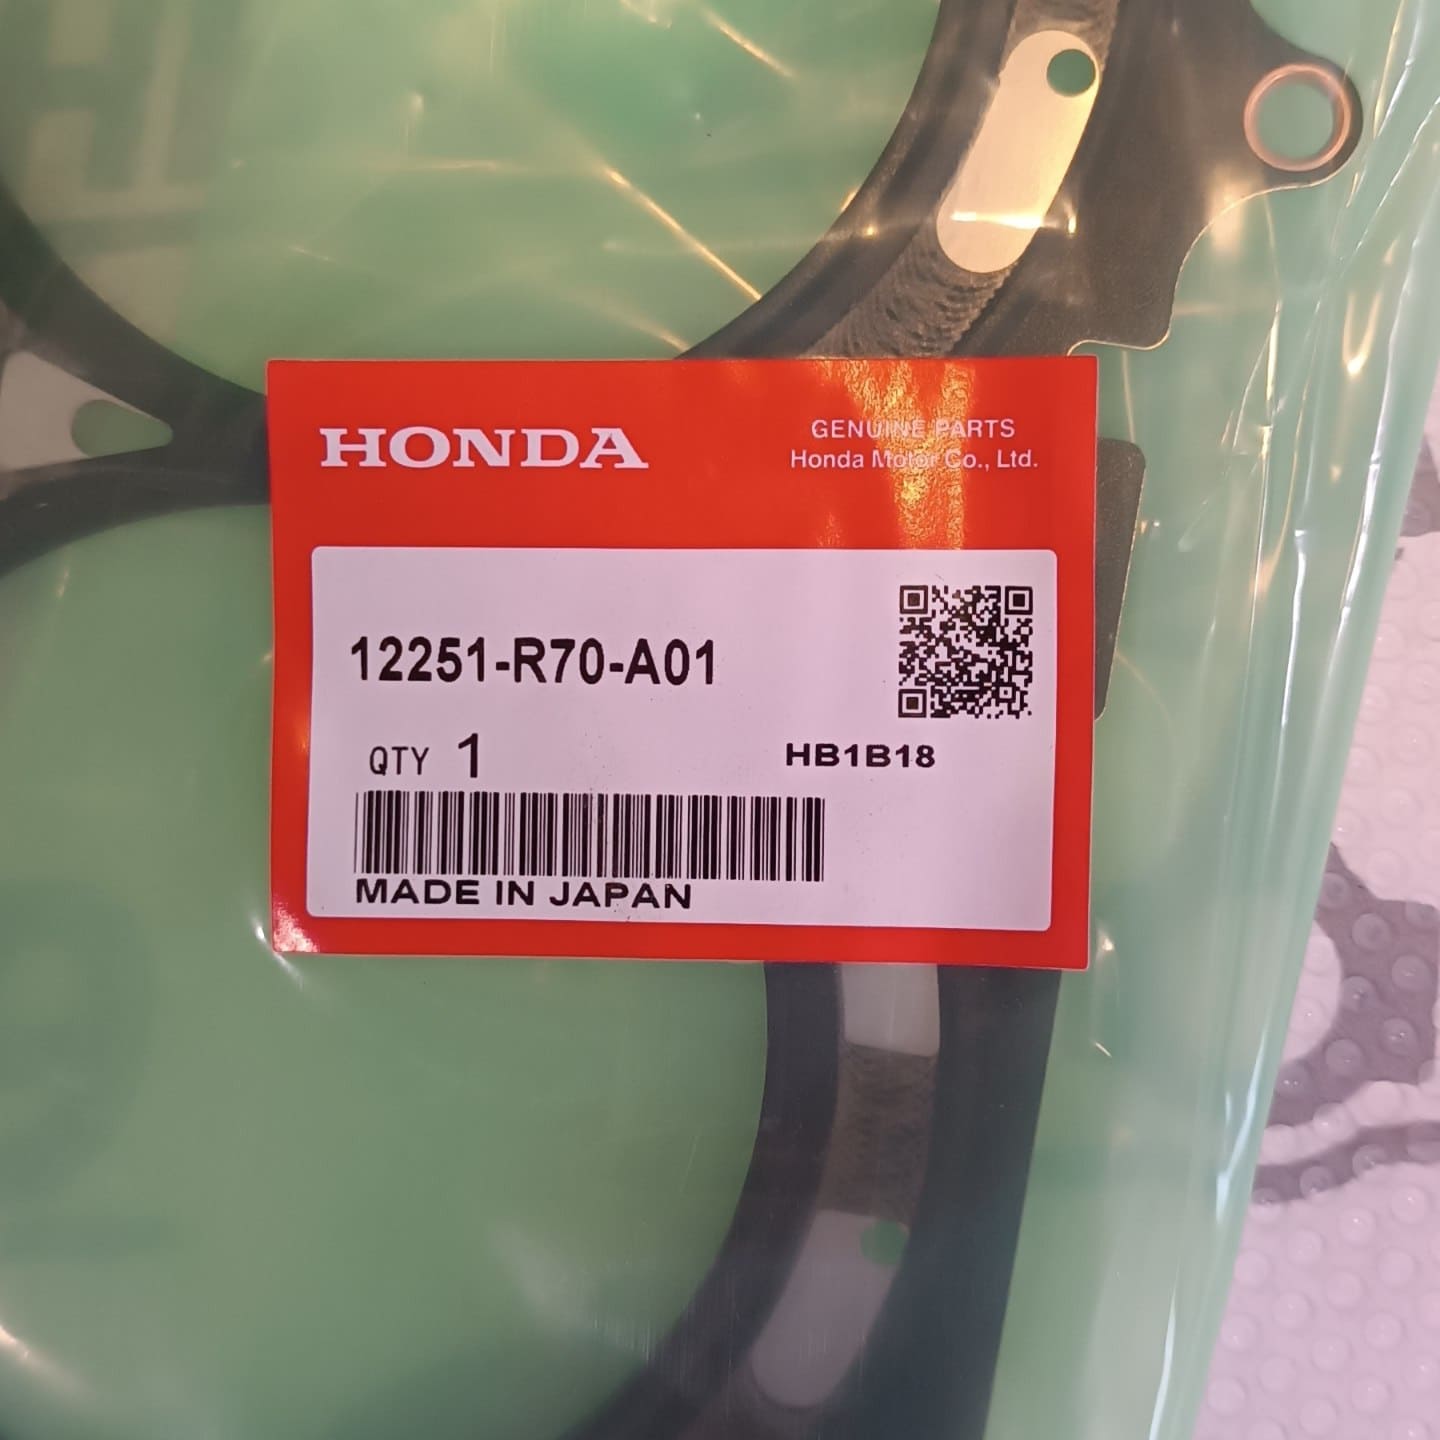 HONDA
GENUINE PARTS
Honda Motor Co., Ltd.
12251-R70-A01
QTY 1
HB1B18
MADE IN JAPAN